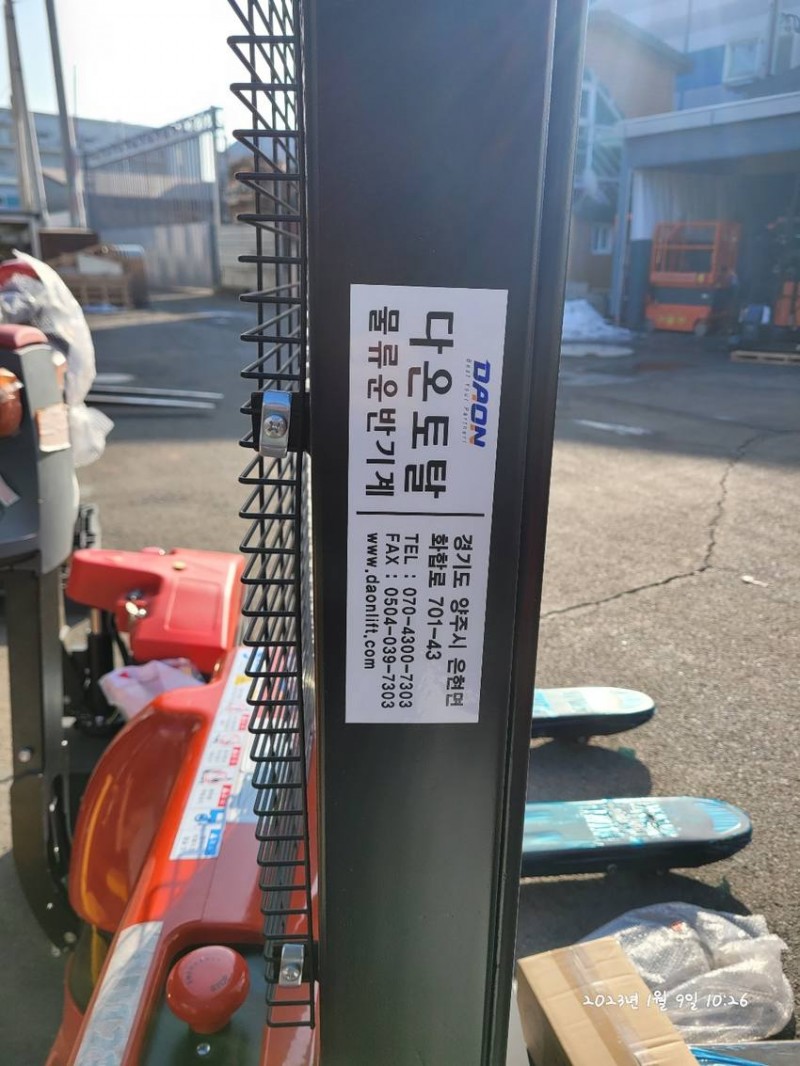 DAON
Best your Partner!
다온토탈
물류운반기계
경기도 양주시 은현면
화합로 701-43
TEL : 070-4300-7303
FAX : 0504-039-7303
www.daonlift.com
2023년 1월 9일 10:26